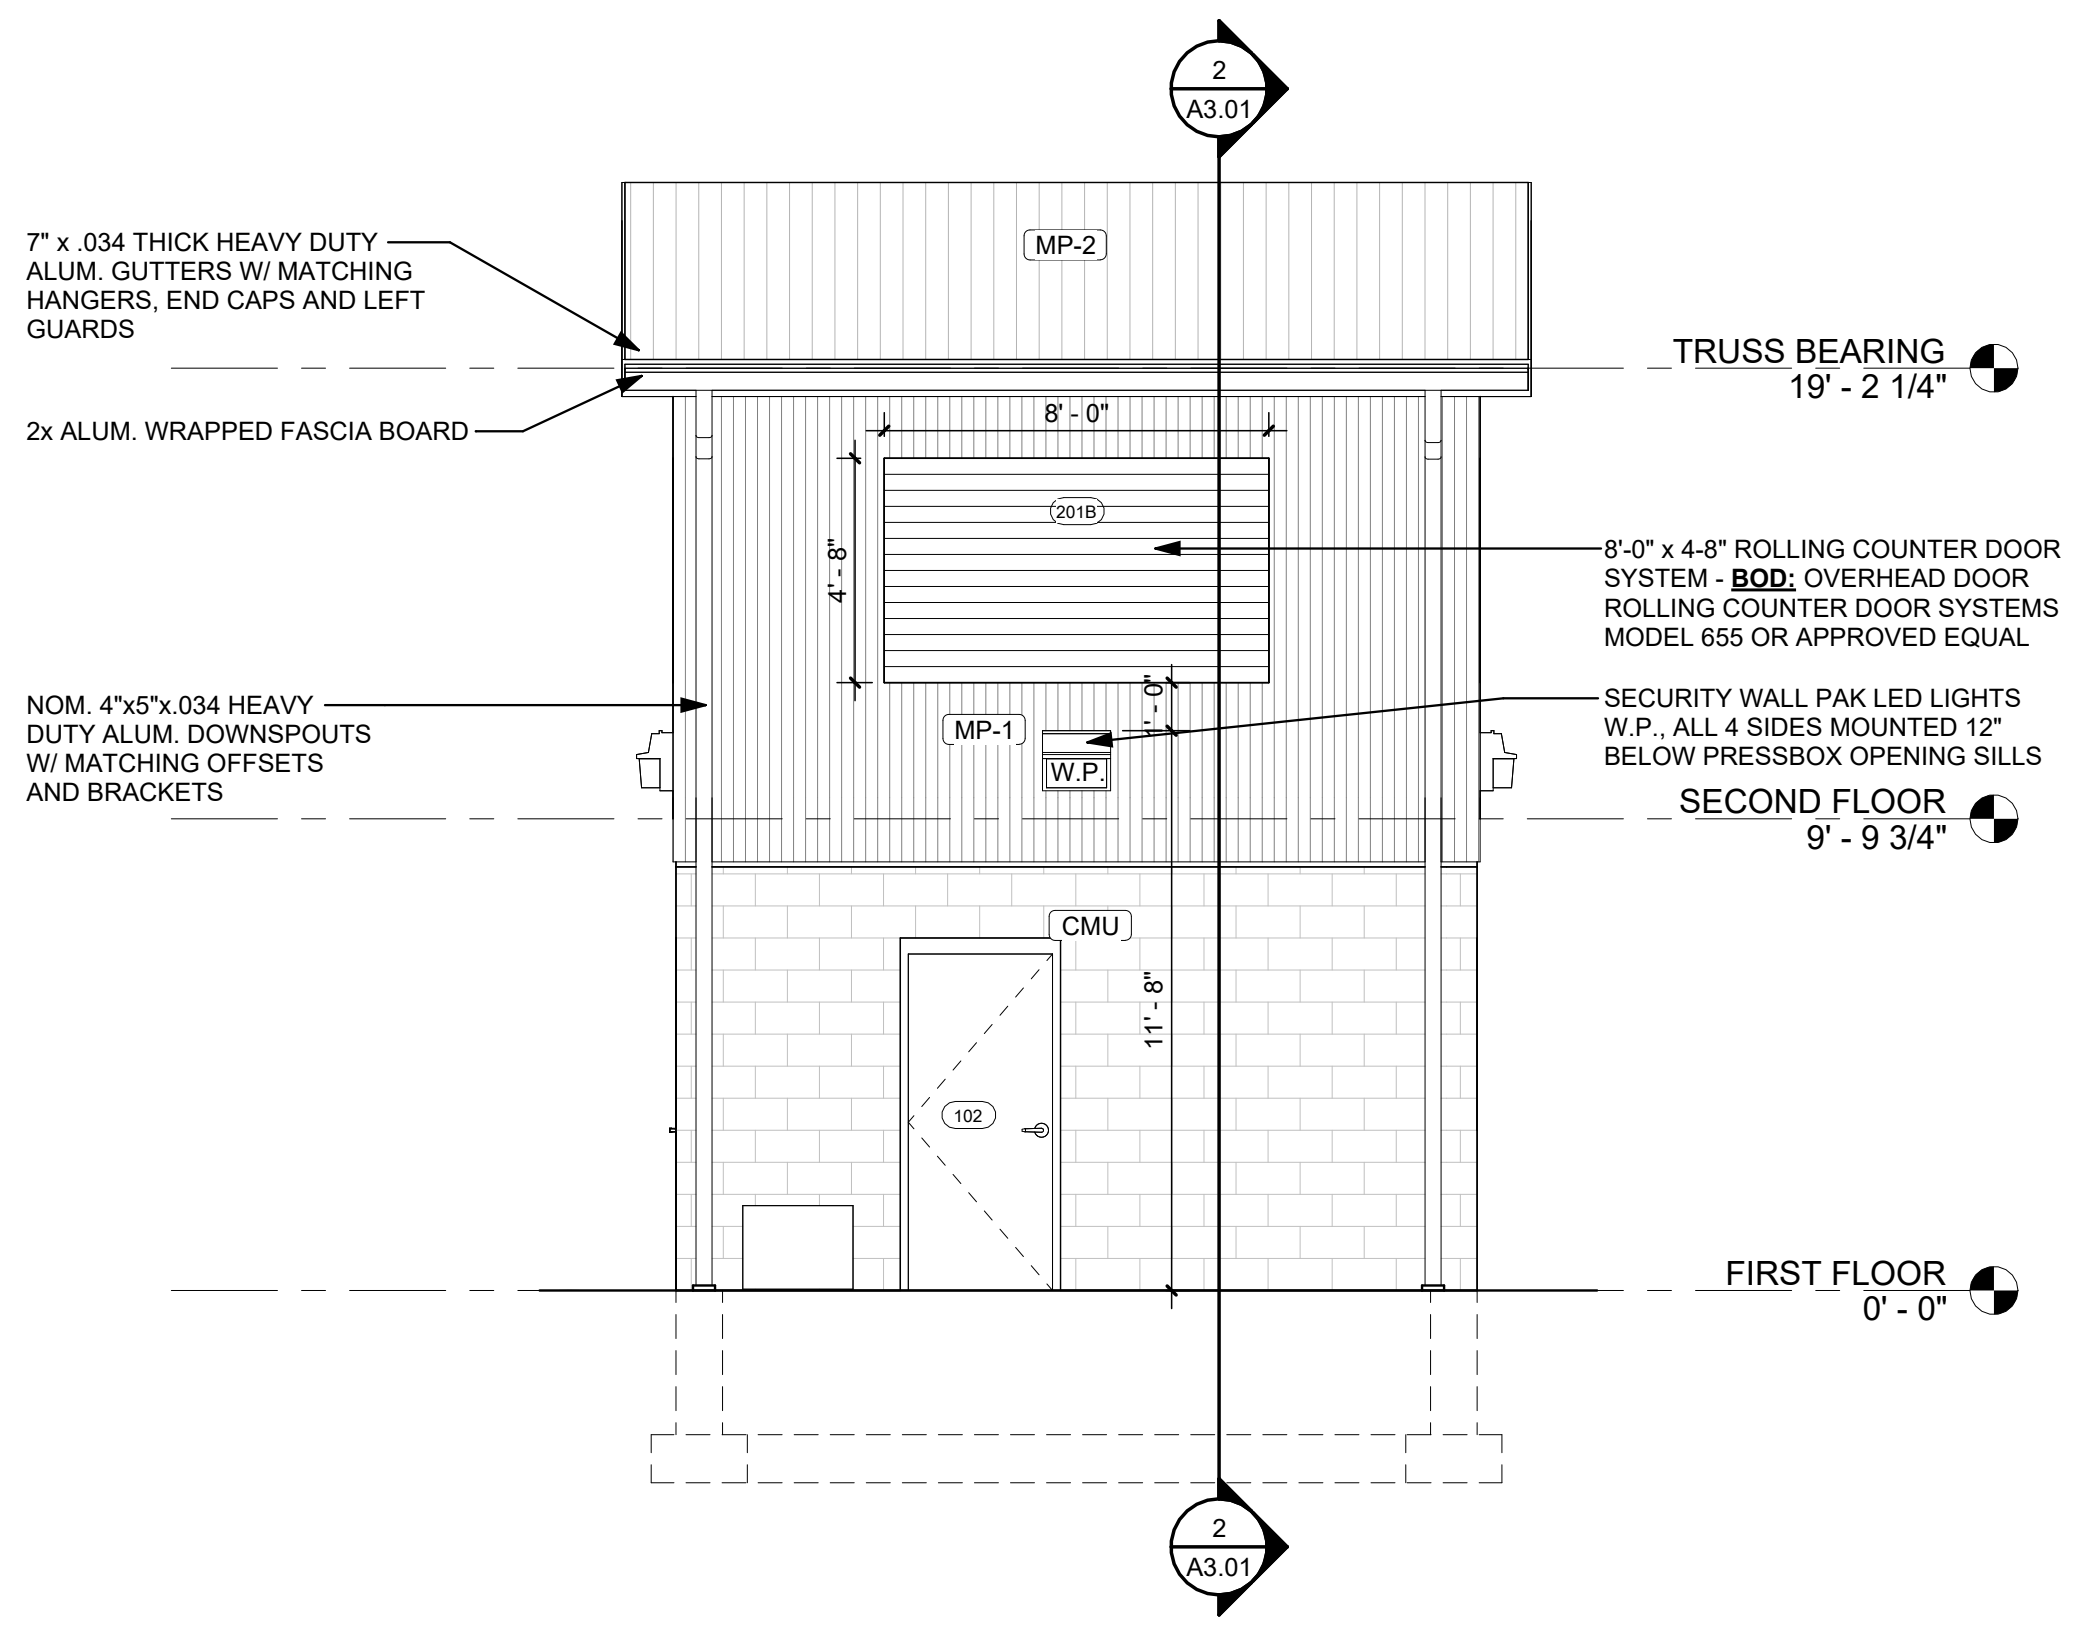 2
A3.01
MP-2
7" x .034 THICK HEAVY DUTY
ALUM. GUTTERS W/ MATCHING
HANGERS, END CAPS AND LEFT
GUARDS
TRUSS BEARING
19' - 2 1/4"
2x ALUM. WRAPPED FASCIA BOARD
8' - 0"
4' - 8"
201B
8'-0" x 4-8" ROLLING COUNTER DOOR
SYSTEM - BOD: OVERHEAD DOOR
ROLLING COUNTER DOOR SYSTEMS
MODEL 655 OR APPROVED EQUAL
NOM. 4"x5"x.034 HEAVY
DUTY ALUM. DOWNSPOUTS
W/ MATCHING OFFSETS
AND BRACKETS
MP-1
1' - 0"
W.P.
SECURITY WALL PAK LED LIGHTS
W.P., ALL 4 SIDES MOUNTED 12"
BELOW PRESSBOX OPENING SILLS
SECOND FLOOR
9' - 9 3/4"
CMU
11' - 8"
102
FIRST FLOOR
0' - 0"
2
A3.01